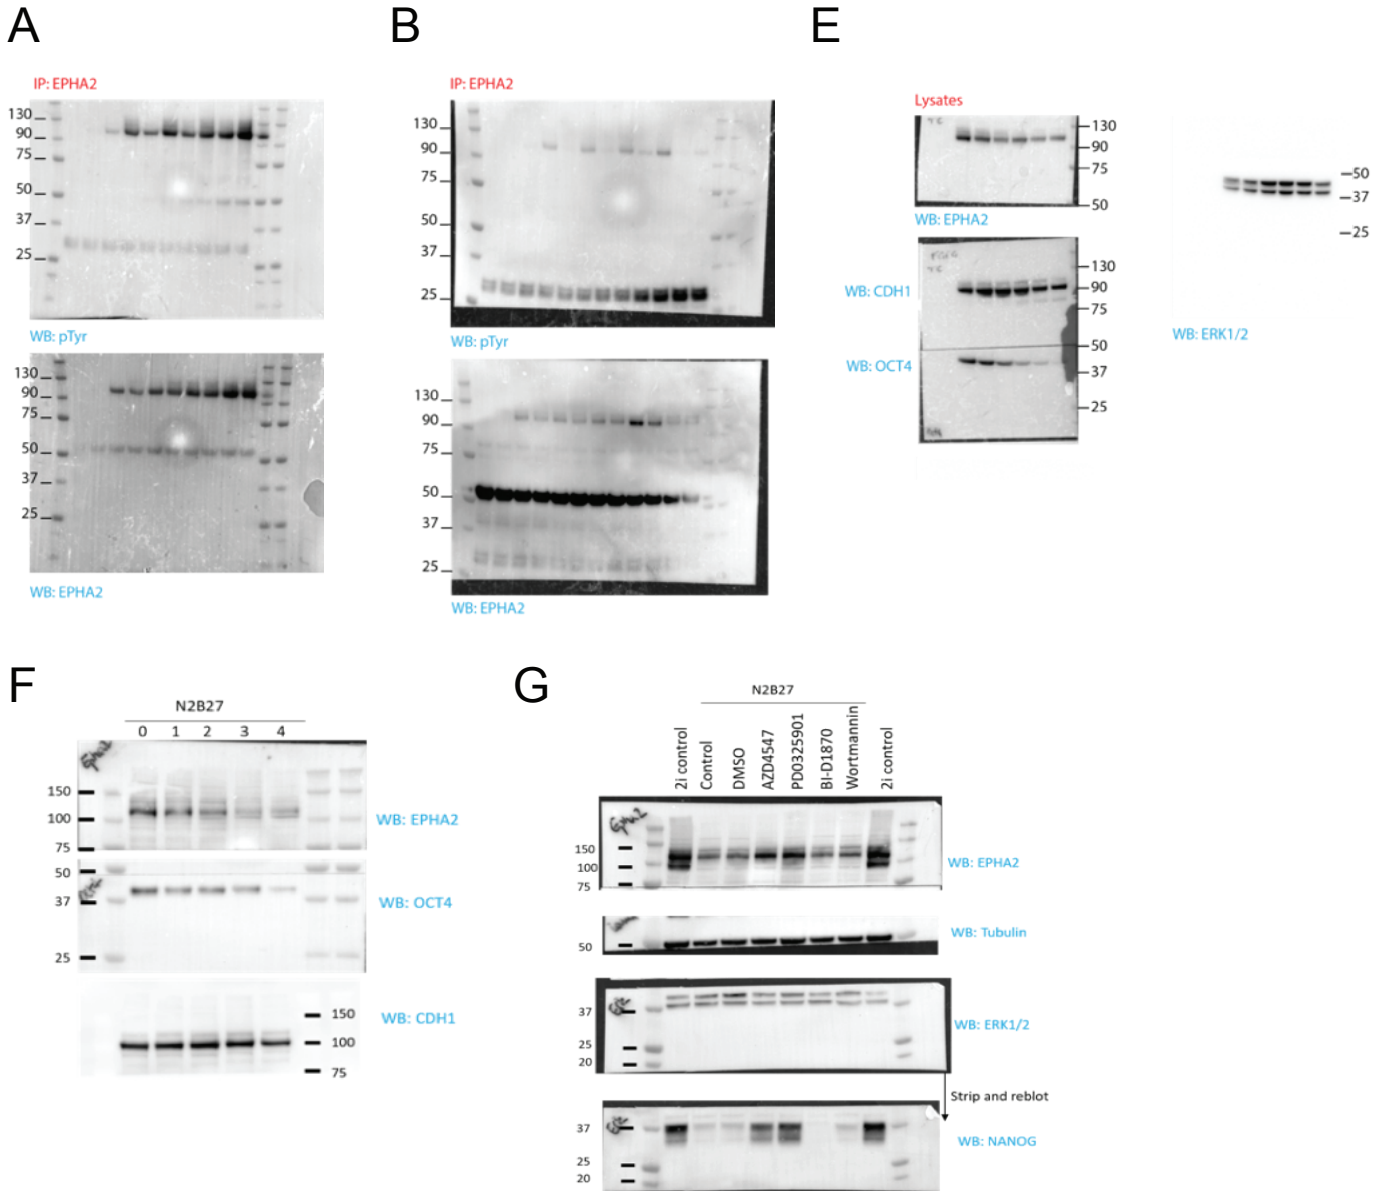 A
IP: EPHA2
130
90
75
50
37
25
WB: pTyr
130
90
75
50
37
25
WB: EPHA2
B
IP: EPHA2
130
90
75
50
37
25
WB: pTyr
130
90
75
50
37
25
WB: EPHA2
E
Lysates
130
90
75
50
WB: EPHA2
WB: CDH1
WB: OCT4
130
90
75
50
37
25
50
37
25
WB: ERK1/2
F
N2B27
0 1 2 3 4
150
100
75
WB: EPHA2
50
37
25
WB: OCT4
150
100
75
WB: CDH1
G
N2B27
2i control
Control
DMSO
AZD4547
PD0325901
BI-D1870
Wortmannin
2i control
Epha2
150
100
75
WB: EPHA2
50
WB: Tubulin
37
25
20
WB: ERK1/2
Strip and reblot
37
25
20
WB: NANOG